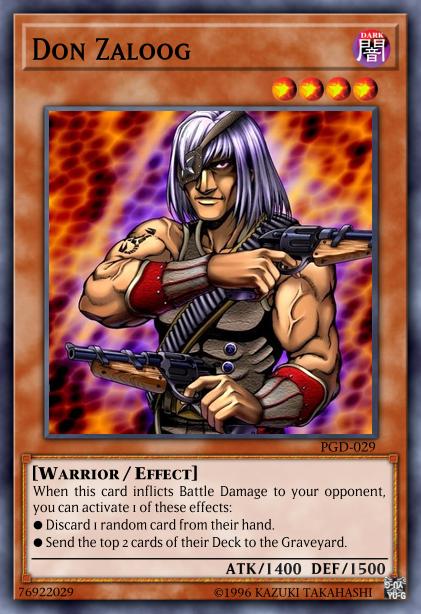 DON ZALOOG
DARK
闇
PGD-029
[WARRIOR / EFFECT]
When this card inflicts Battle Damage to your opponent,
you can activate 1 of these effects:
● Discard 1 random card from their hand.
● Send the top 2 cards of their Deck to the Graveyard.
ATK/1400 DEF/1500
76922029
©1996 KAZUKI TAKAHASHI